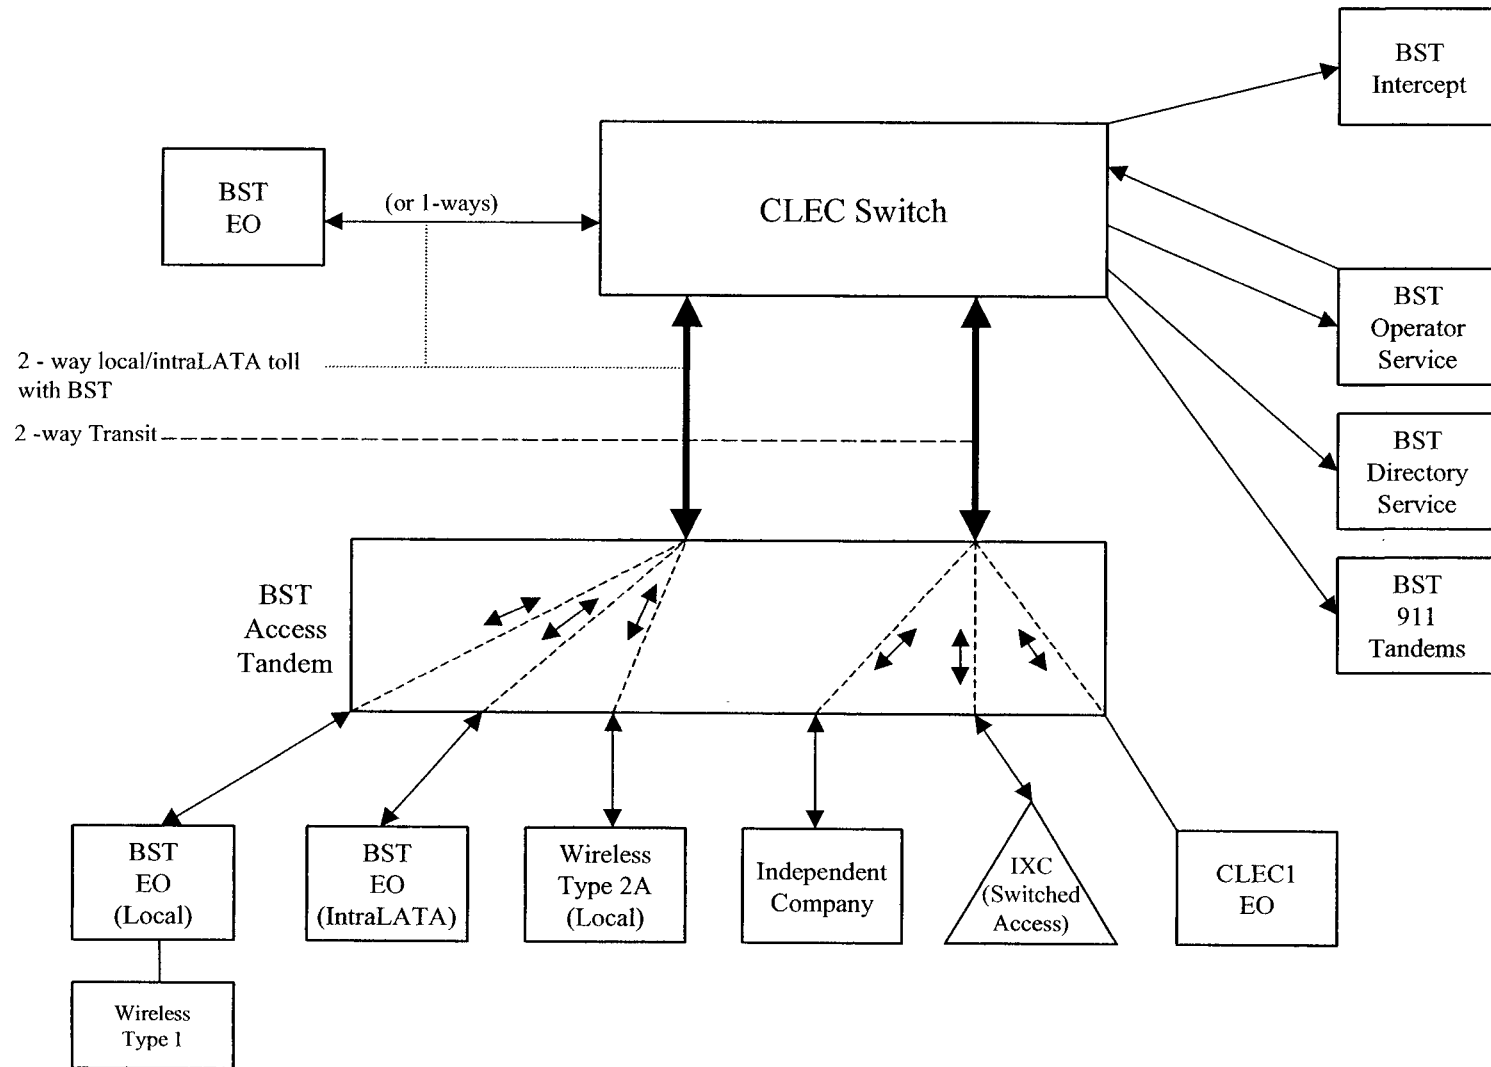 BST
Intercept
BST
EO
(or 1-ways)
CLEC Switch
BST
Operator
Service
2 - way local/intraLATA toll
with BST
2 -way Transit
BST
Directory
Service
BST
Access
Tandem
BST
911
Tandems
BST
EO
(Local)
BST
EO
(IntraLATA)
Wireless
Type 2A
(Local)
Independent
Company
IXC
(Switched
Access)
CLEC1
EO
Wireless
Type 1